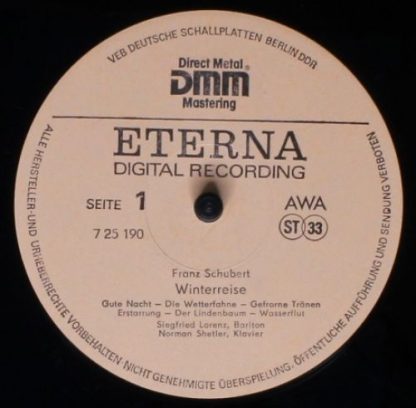 VEB DEUTSCHE SCHALLPLATTEN BERLIN DDR
Direct Metal®
DMM
Mastering
ETERNA
DIGITAL RECORDING
SEITE 1
AWA
7 25 190
ST 33
Franz Schubert
Winterreise
Gute Nacht – Die Wetterfahne – Gefrorne Tränen
Erstarrung – Der Lindenbaum – Wasserflut
Siegfried Lorenz, Bariton
Norman Shetler, Klavier
ALLE HERSTELLER-UND URHEBERRECHTE VORBEHALTEN·NICHT GENEHMIGTE ÜBERSPIELUNG, ÖFFENTLICHE AUFFÜHRUNG UND SENDUNG VERBOTEN